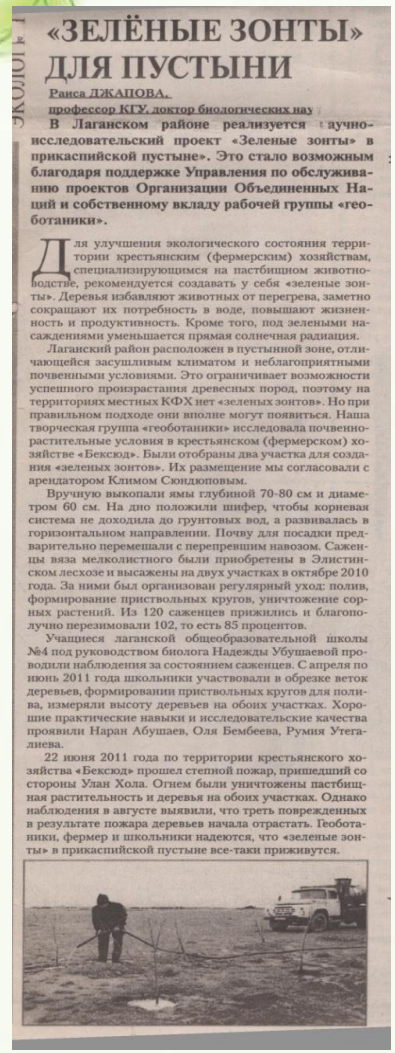 ЭКОЛОГ
«ЗЕЛЁНЫЕ ЗОНТЫ»
ДЛЯ ПУСТЫНИ
Раиса ДЖАПОВА,
профессор КГУ, доктор биологических нау
В Лаганском районе реализуется аучно-
исследовательский проект «Зеленые зонты» в
прикаспийской пустыне». Это стало возможным
благодаря поддержке Управления по обслужива-
нию проектов Организации Объединенных На-
ций и собственному вкладу рабочей группы «гео-
ботаники».
Для улучшения экологического состояния терри-
тории крестьянским (фермерским) хозяйствам,
специализирующимся на пастбищном животно-
водстве, рекомендуется создавать у себя «зеленые зон-
ты». Деревья избавляют животных от перегрева, заметно
сокращают их потребность в воде, повышают жизнен-
ность и продуктивность. Кроме того, под зелеными на-
саждениями уменьшается прямая солнечная радиация.
Лаганский район расположен в пустынной зоне, отли-
чающейся засушливым климатом и неблагоприятными
почвенными условиями. Это ограничивает возможности
успешного произрастания древесных пород, поэтому на
территориях местных КФХ нет «зеленых зонтов». Но при
правильном подходе они вполне могут появиться. Наша
творческая группа «геоботаники» исследовала почвенно-
растительные условия в крестьянском (фермерском) хо-
зяйстве «Бексюд». Были отобраны два участка для созда-
ния «зеленых зонтов». Их размещение мы согласовали с
арендатором Климом Сюндюповым.
Вручную выкопали ямы глубиной 70-80 см и диаме-
тром 60 см. На дно положили шифер, чтобы корневая
система не доходила до грунтовых вод, а развивалась в
горизонтальном направлении. Почву для посадки пред-
варительно перемешали с перепревшим навозом. Сажен-
цы вяза мелколистного были приобретены в Элистин-
ском лесхозе и высажены на двух участках в октябре 2010
года. За ними был организован регулярный уход: полив,
формирование приствольных кругов, уничтожение сор-
ных растений. Из 120 саженцев прижились и благопо-
лучно перезимовали 102, то есть 85 процентов.
Учащиеся лаганской общеобразовательной школы
№4 под руководством биолога Надежды Убушаевой про-
водили наблюдения за состоянием саженцев. С апреля по
июнь 2011 года школьники участвовали в обрезке веток
деревьев, формировании приствольных кругов для поли-
ва, измеряли высоту деревьев на обоих участках. Хоро-
шие практические навыки и исследовательские качества
проявили Наран Абушаев, Оля Бембеева, Румия Утега-
лиева.
22 июня 2011 года по территории крестьянского хо-
зяйства «Бексюд» прошел степной пожар, пришедший со
стороны Улан Хола. Огнем были уничтожены пастбищ-
ная растительность и деревья на обоих участках. Однако
наблюдения в августе выявили, что треть поврежденных
в результате пожара деревьев начала отрастать. Геобота-
ники, фермер и школьники надеются, что «зеленые зон-
ты» в прикаспийской пустыне все-таки приживутся.